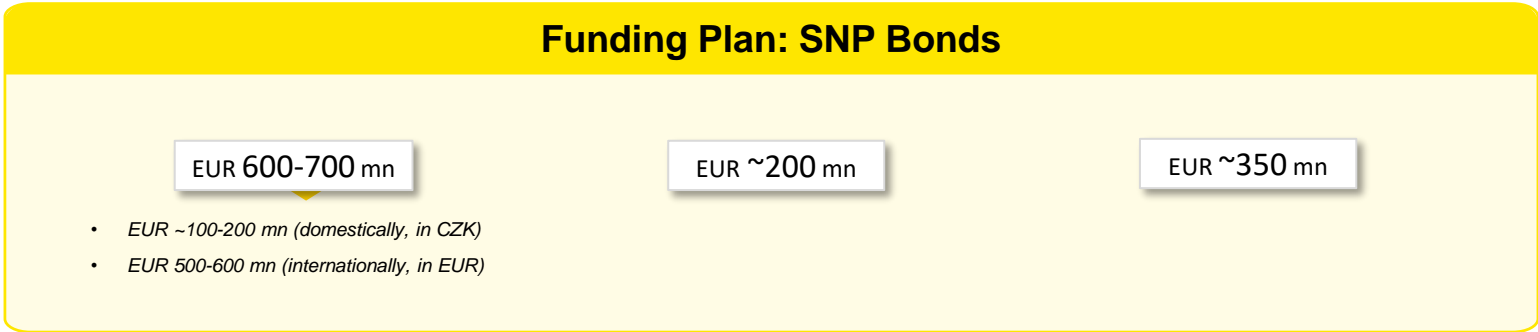 Funding Plan: SNP Bonds
EUR 600-700 mn
EUR ~200 mn
EUR ~350 mn
• EUR ~100-200 mn (domestically, in CZK)
• EUR 500-600 mn (internationally, in EUR)